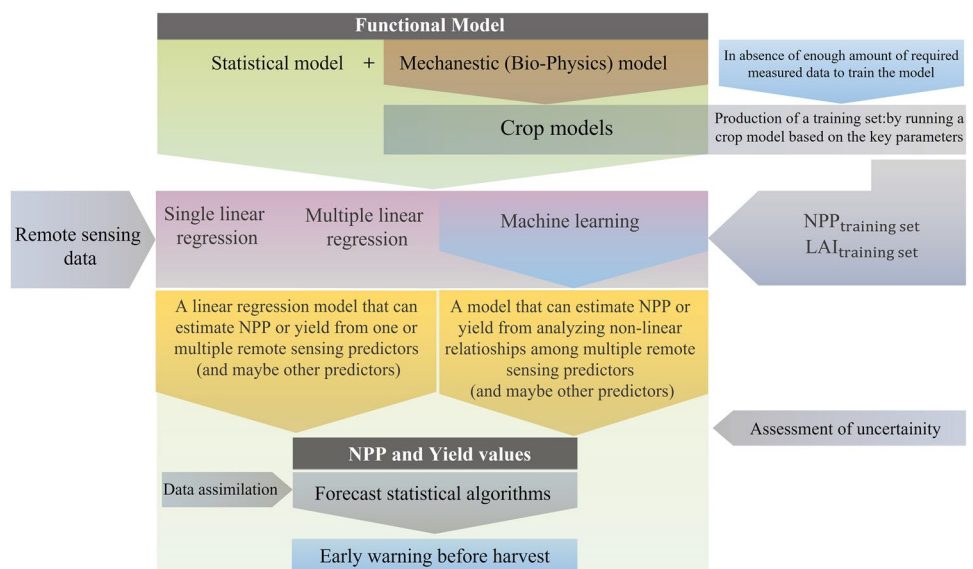 Functional Model
Statistical model + Mechanestic (Bio-Physics) model
In absence of enough amount of required
measured data to train the model
Crop models
Production of a training set:by running a
crop model based on the key parameters
Remote sensing
data
Single linear
regression
Multiple linear
regression
Machine learning
NPPtraining set
LAItraining set
A linear regression model that can
estimate NPP or yield from one or
multiple remote sensing predictors
(and maybe other predictors)
A model that can estimate NPP or
yield from analyzing non-linear
relatioships among multiple remote
sensing predictors
(and maybe other predictors)
Assessment of uncertainity
NPP and Yield values
Data assimilation
Forecast statistical algorithms
Early warning before harvest